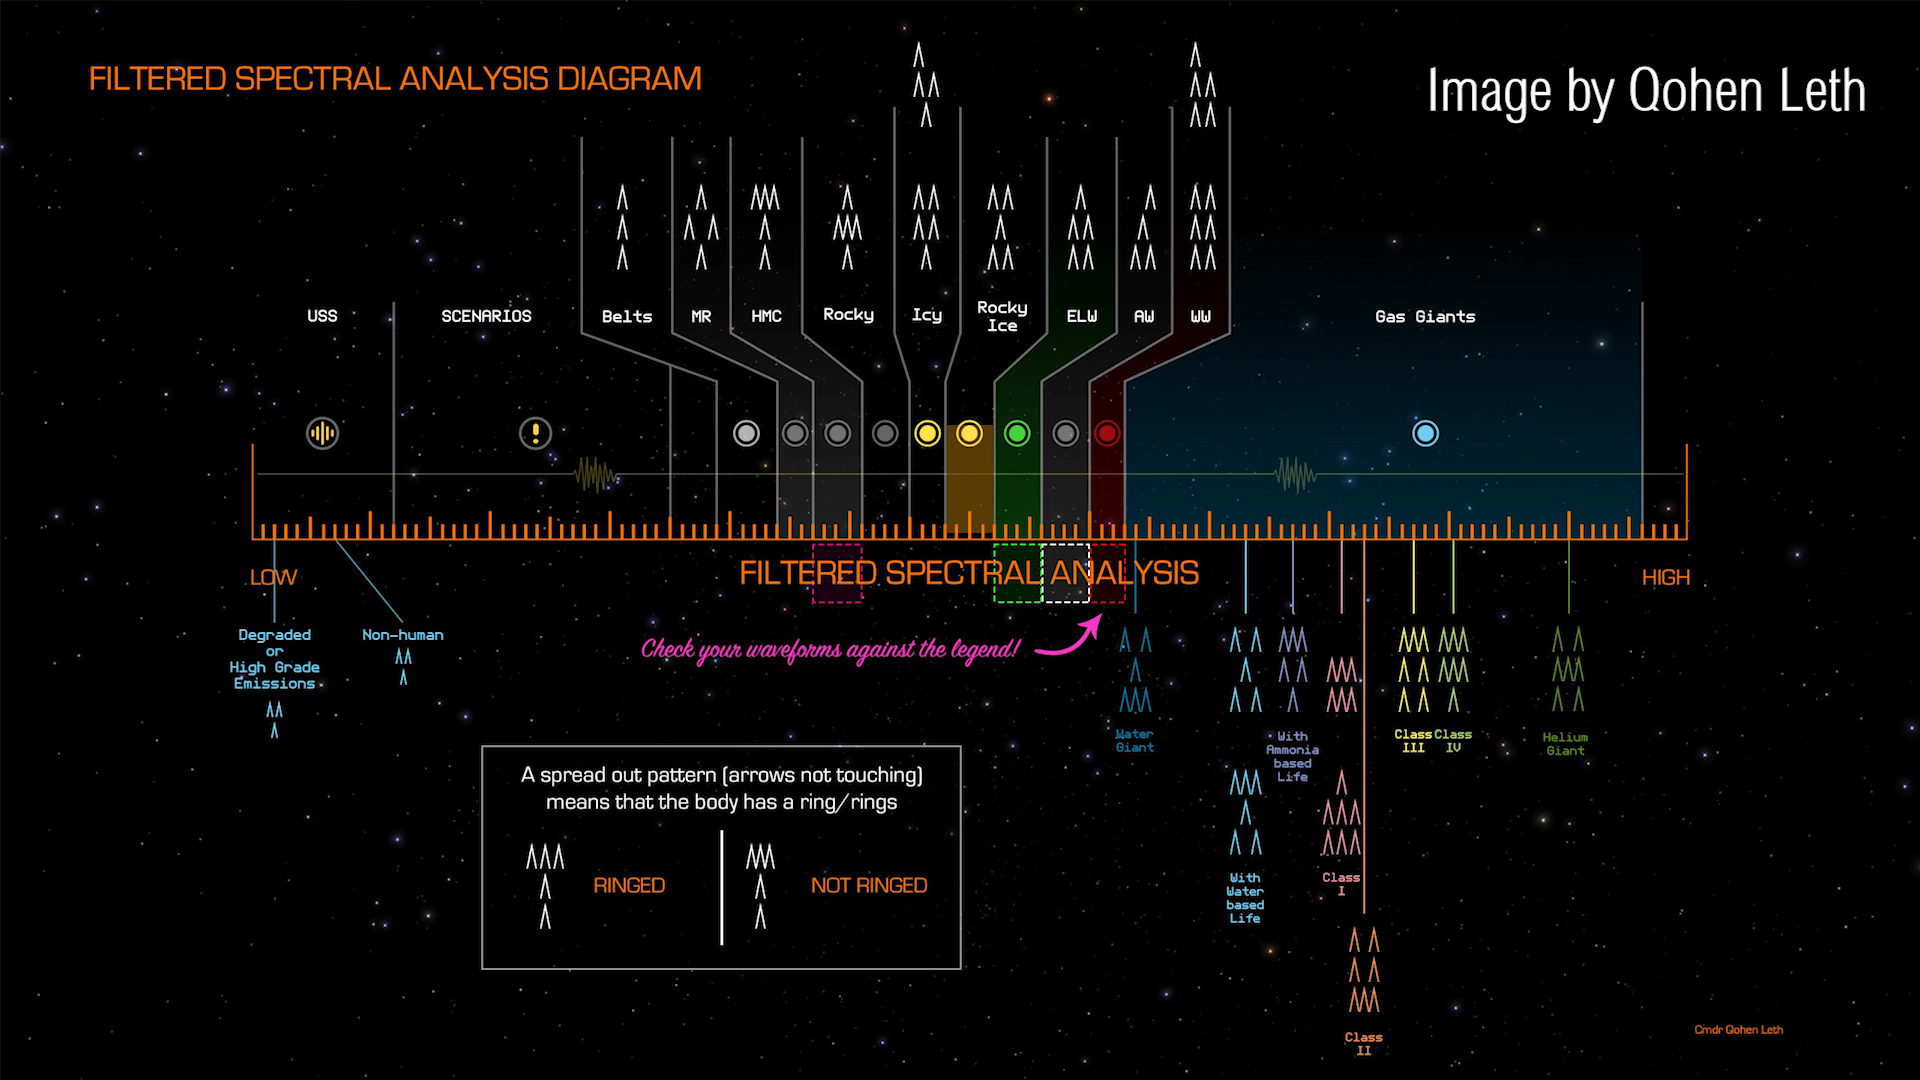 FILTERED SPECTRAL ANALYSIS DIAGRAM
Image by Qohen Leth
USS
SCENARIOS
Belts
MR
HMC
Rocky
Icy
Rocky
Ice
ELW
AW
WW
Gas Giants
LOW
FILTERED SPECTRAL ANALYSIS
HIGH
Check your waveforms against the legend!
Degraded
or
High Grade
Emissions
Non-human
Water
Giant
With
Ammonia
based
Life
Class
III
Class
IV
Helium
Giant
With
Water
based
Life
Class
I
Class
II
A spread out pattern (arrows not touching)
means that the body has a ring/rings
RINGED
NOT RINGED
Cmdr Qohen Leth